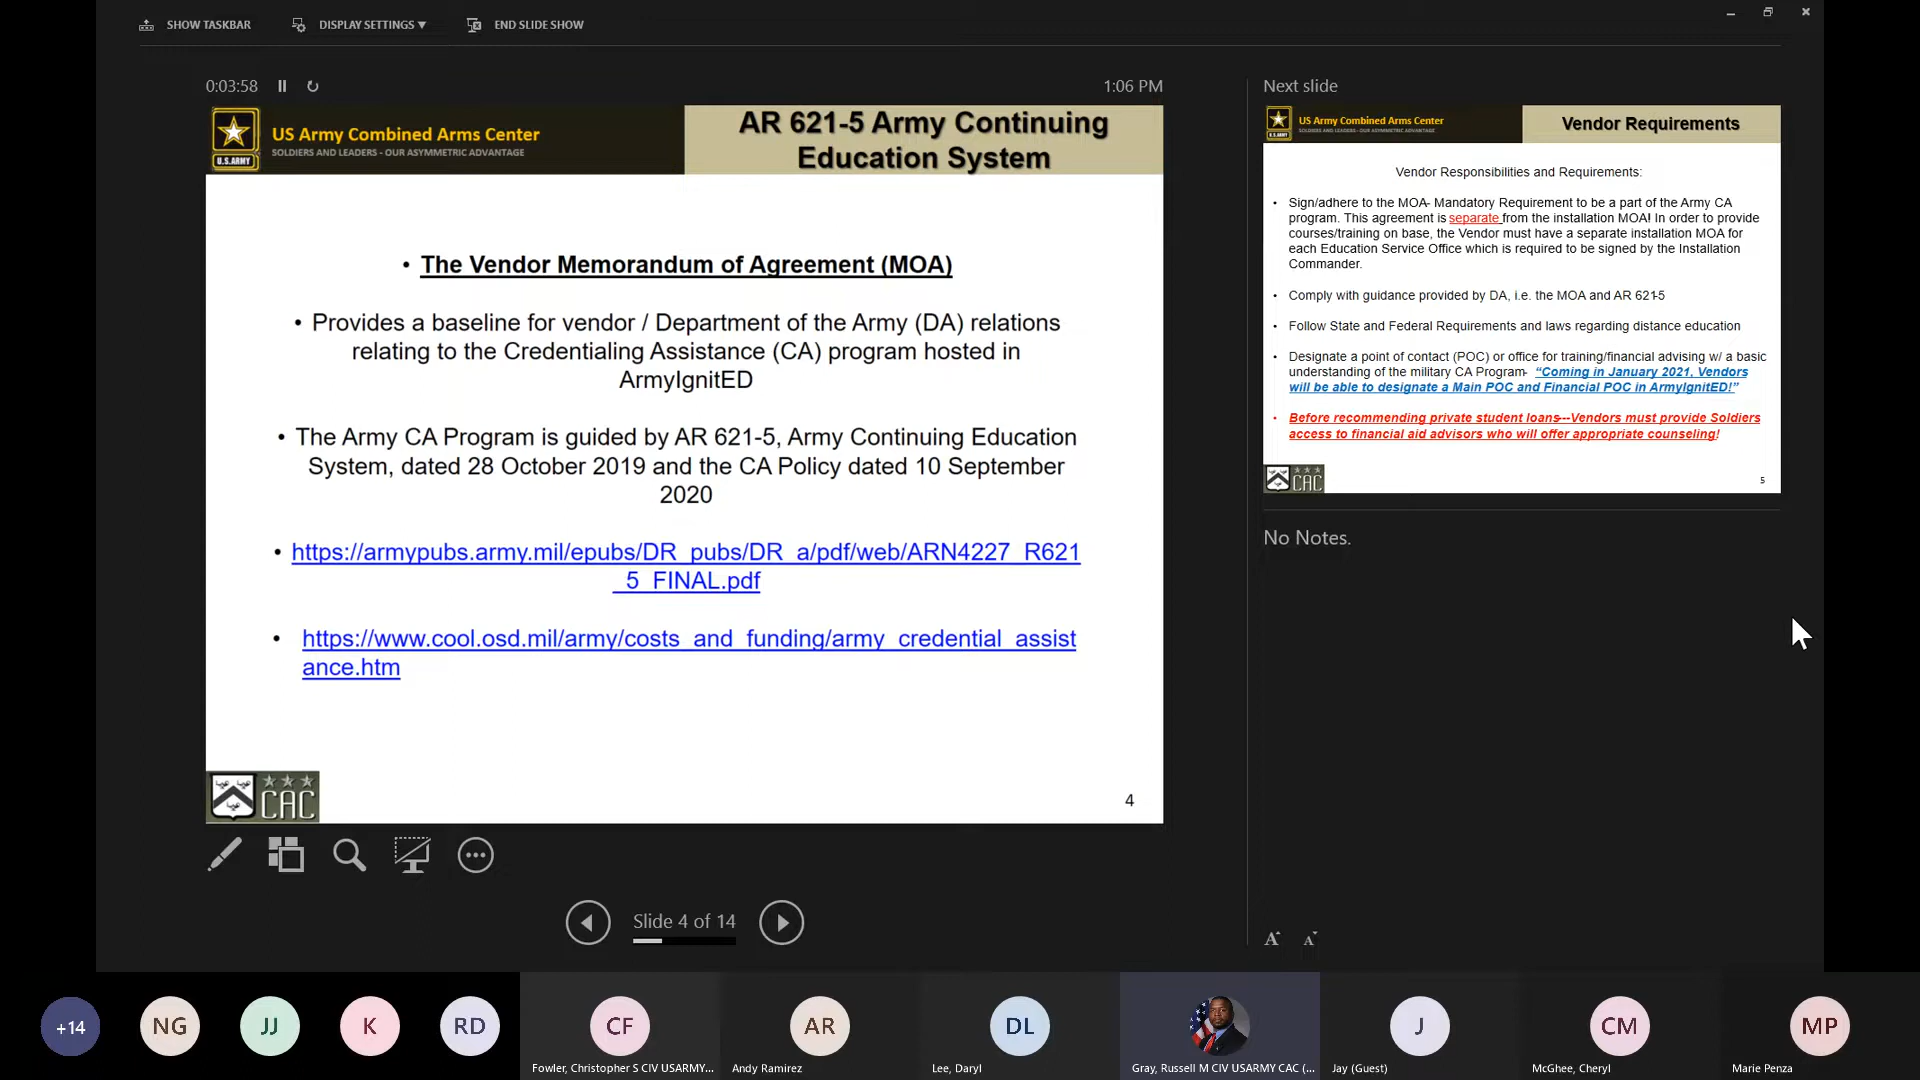 SHOW TASKBAR
DISPLAY SETTINGS ▼
END SLIDE SHOW
0:03:58
1:06 PM
U.S.ARMY
US Army Combined Arms Center
SOLDIERS AND LEADERS - OUR ASYMMETRIC ADVANTAGE
AR 621-5 Army Continuing
Education System
• The Vendor Memorandum of Agreement (MOA)
• Provides a baseline for vendor / Department of the Army (DA) relations
relating to the Credentialing Assistance (CA) program hosted in
ArmyIgnitED
• The Army CA Program is guided by AR 621-5, Army Continuing Education
System, dated 28 October 2019 and the CA Policy dated 10 September
2020
• https://armypubs.army.mil/epubs/DR_pubs/DR_a/pdf/web/ARN4227_R621
_5_FINAL.pdf
• https://www.cool.osd.mil/army/costs_and_funding/army_credential_assist
ance.htm
CAC
4
Slide 4 of 14
Next slide
US Army Combined Arms Center
SOLDIERS AND LEADERS - OUR ASYMMETRIC ADVANTAGE
Vendor Requirements
Vendor Responsibilities and Requirements:
• Sign/adhere to the MOA- Mandatory Requirement to be a part of the Army CA
program. This agreement is separate from the installation MOA! In order to provide
courses/training on base, the Vendor must have a separate installation MOA for
each Education Service Office which is required to be signed by the Installation
Commander.
• Comply with guidance provided by DA, i.e. the MOA and AR 621-5
• Follow State and Federal Requirements and laws regarding distance education
• Designate a point of contact (POC) or office for training/financial advising w/ a basic
understanding of the military CA Program- “Coming in January 2021, Vendors
will be able to designate a Main POC and Financial POC in ArmyIgnitED!”
• Before recommending private student loans---Vendors must provide Soldiers
access to financial aid advisors who will offer appropriate counseling!
CAC
5
No Notes.
A A
+14
NG
JJ
K
RD
CF
Fowler, Christopher S CIV USARMY...
AR
Andy Ramirez
DL
Lee, Daryl
Gray, Russell M CIV USARMY CAC (...
J
Jay (Guest)
CM
McGhee, Cheryl
MP
Marie Penza